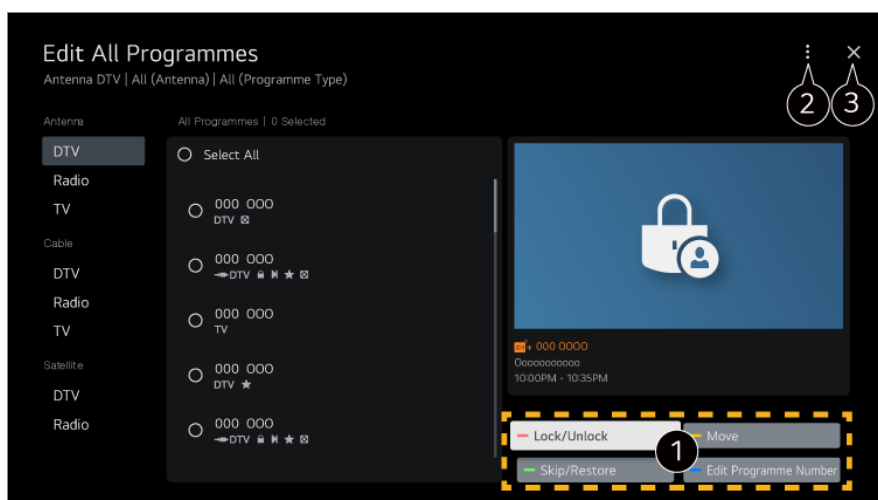 Edit All Programmes
Antenna DTV | All (Antenna) | All (Programme Type)
2
3
Antenna
All Programmes | 0 Selected
DTV
Select All
Radio
TV
000 000
DTV
Cable
000 000
DTV
DTV
Radio
000 000
TV
TV
Satellite
000 000
DTV
DTV
Radio
000 000
DTV
+ 000 0000
Ooooooooooo
10:00PM - 10:35PM
Lock/Unlock
1
Move
Skip/Restore
Edit Programme Number